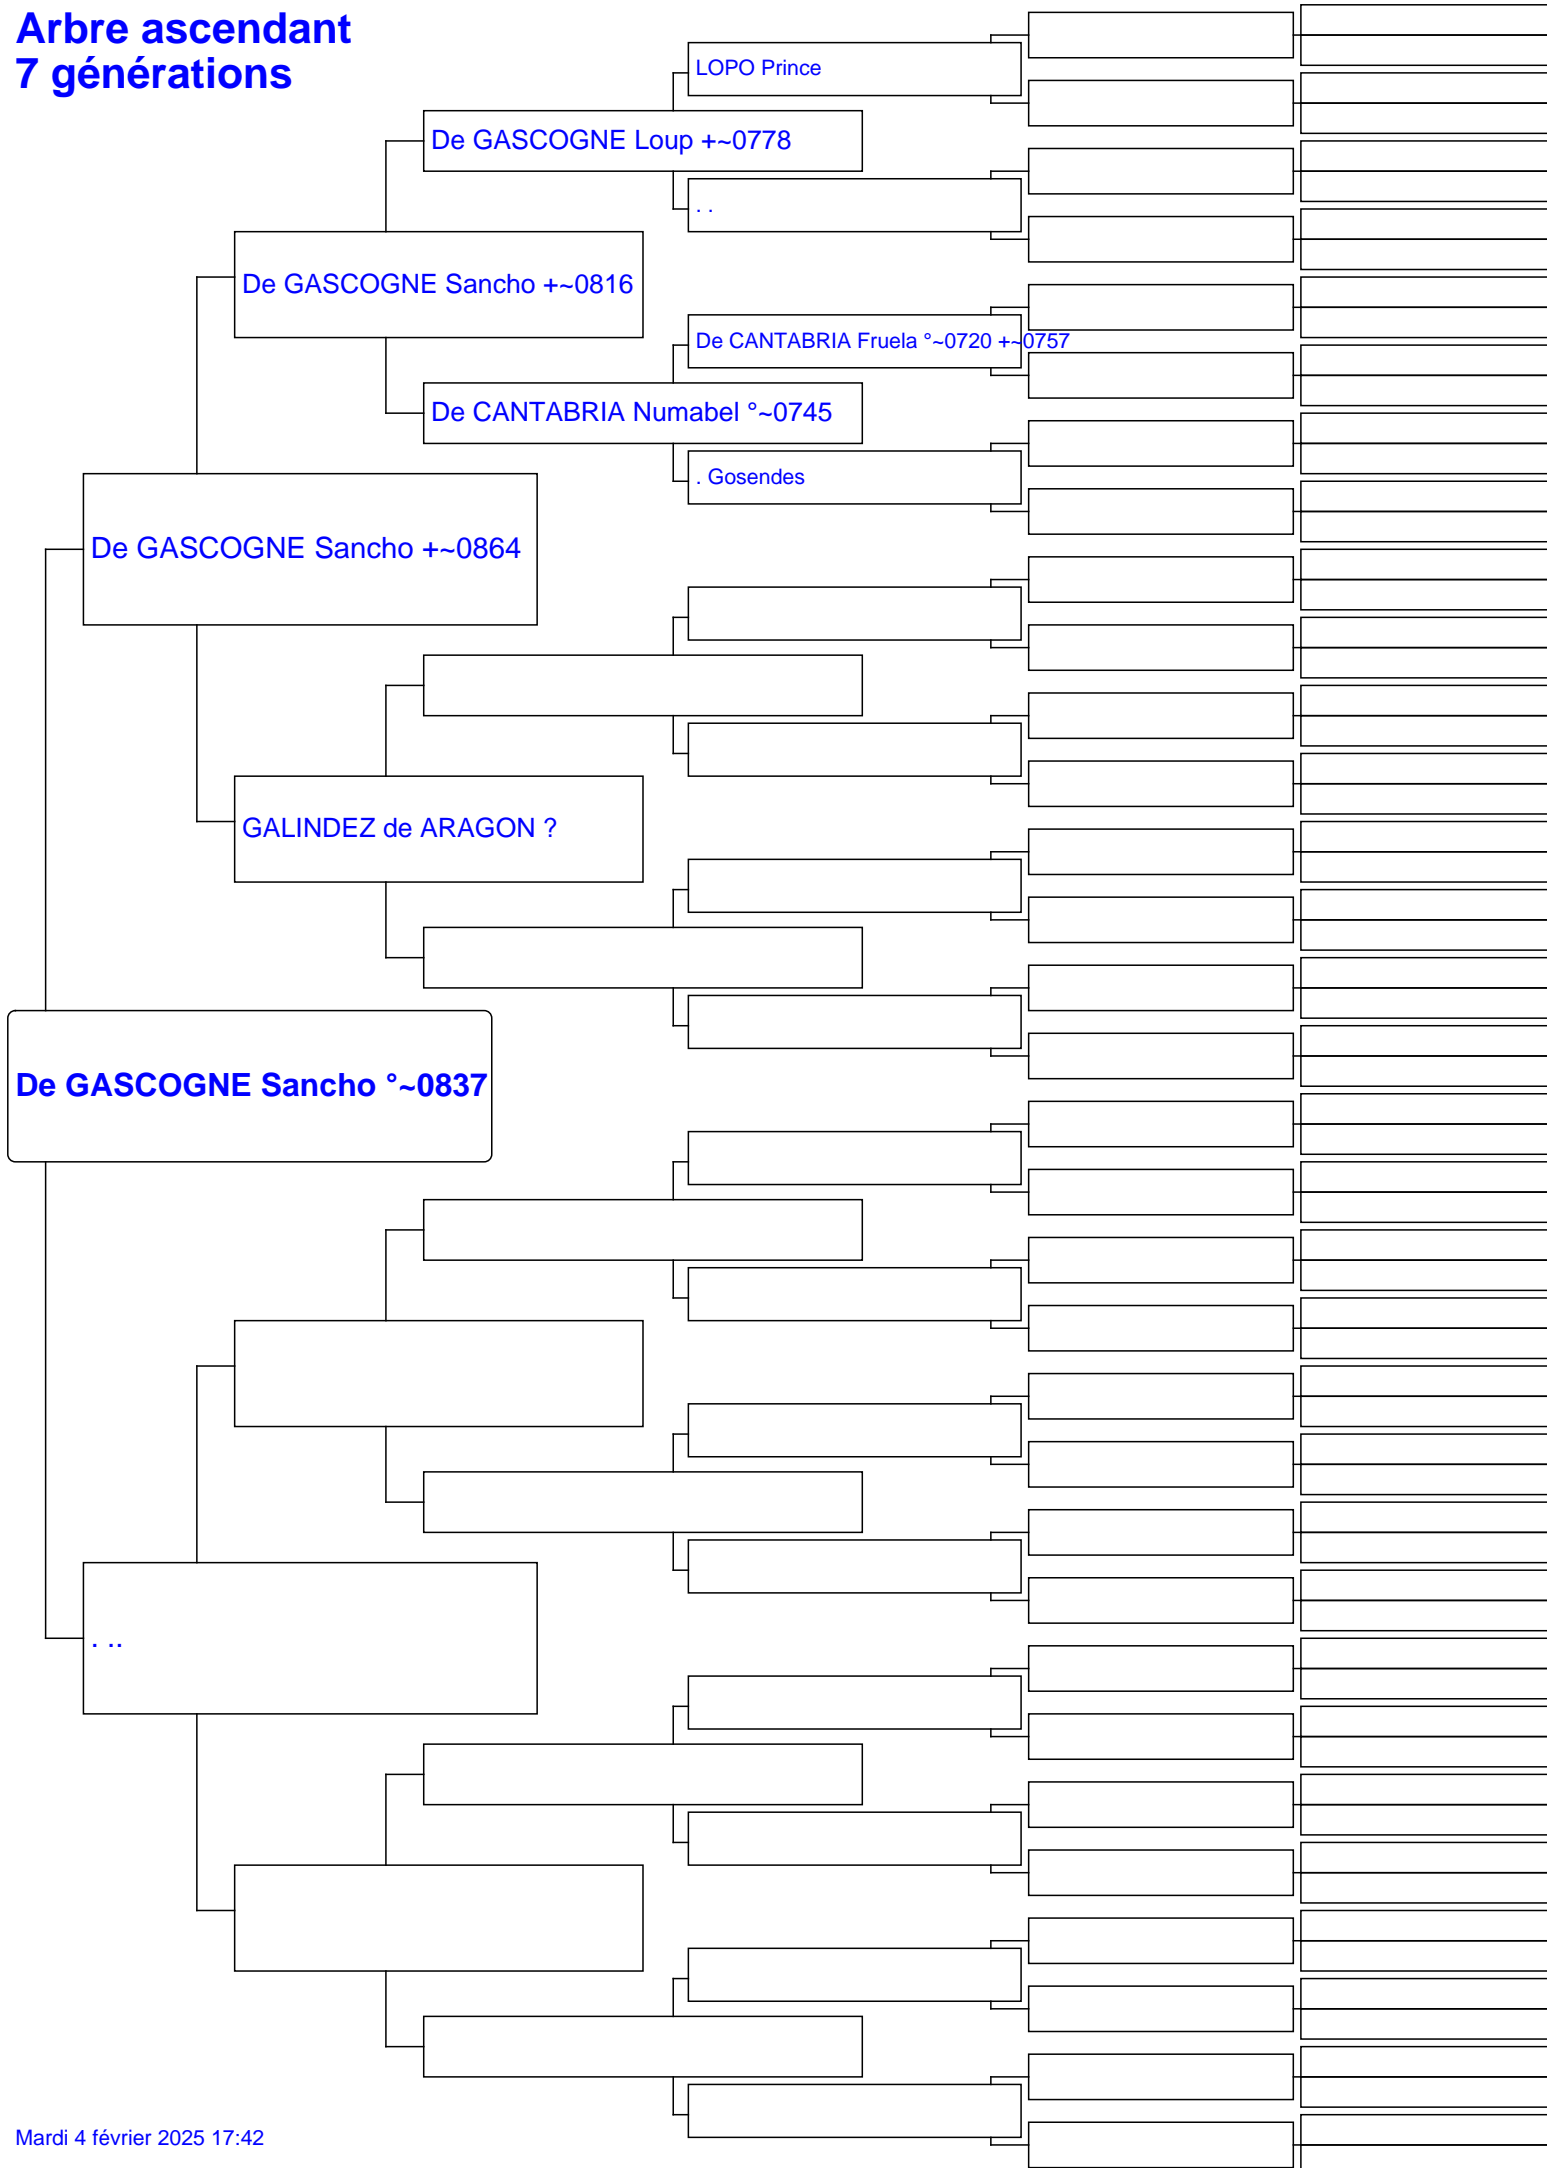 Arbre ascendant
7 générations
LOPO Prince
De GASCOGNE Loup +~0778
. .
De GASCOGNE Sancho +~0816
De CANTABRIA Fruela °~0720 +~0757
De CANTABRIA Numabel °~0745
. Gosendes
De GASCOGNE Sancho +~0864
GALINDEZ de ARAGON ?
De GASCOGNE Sancho °~0837
. ..
Mardi 4 février 2025 17:42